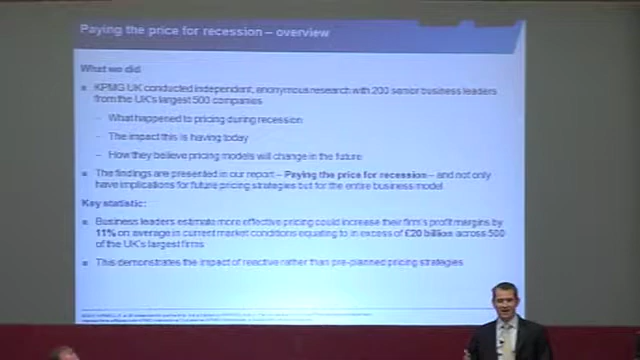 Paying the price for recession – overview
What we did
KPMG UK conducted independent, anonymous research with 200 senior business leaders
from the UK's largest 500 companies
– What happened to pricing during recession
– The impact this is having today
– How they believe pricing models will change in the future
The findings are presented in our report – Paying the price for recession – and not only
have implications for future pricing strategies but for the entire business model
Key statistic:
Business leaders estimate more effective pricing could increase their firm's profit margins by
11% on average in current market conditions equating to in excess of £20 billion across 500
of the UK's largest firms
This demonstrates the impact of reactive rather than pre-planned pricing strategies